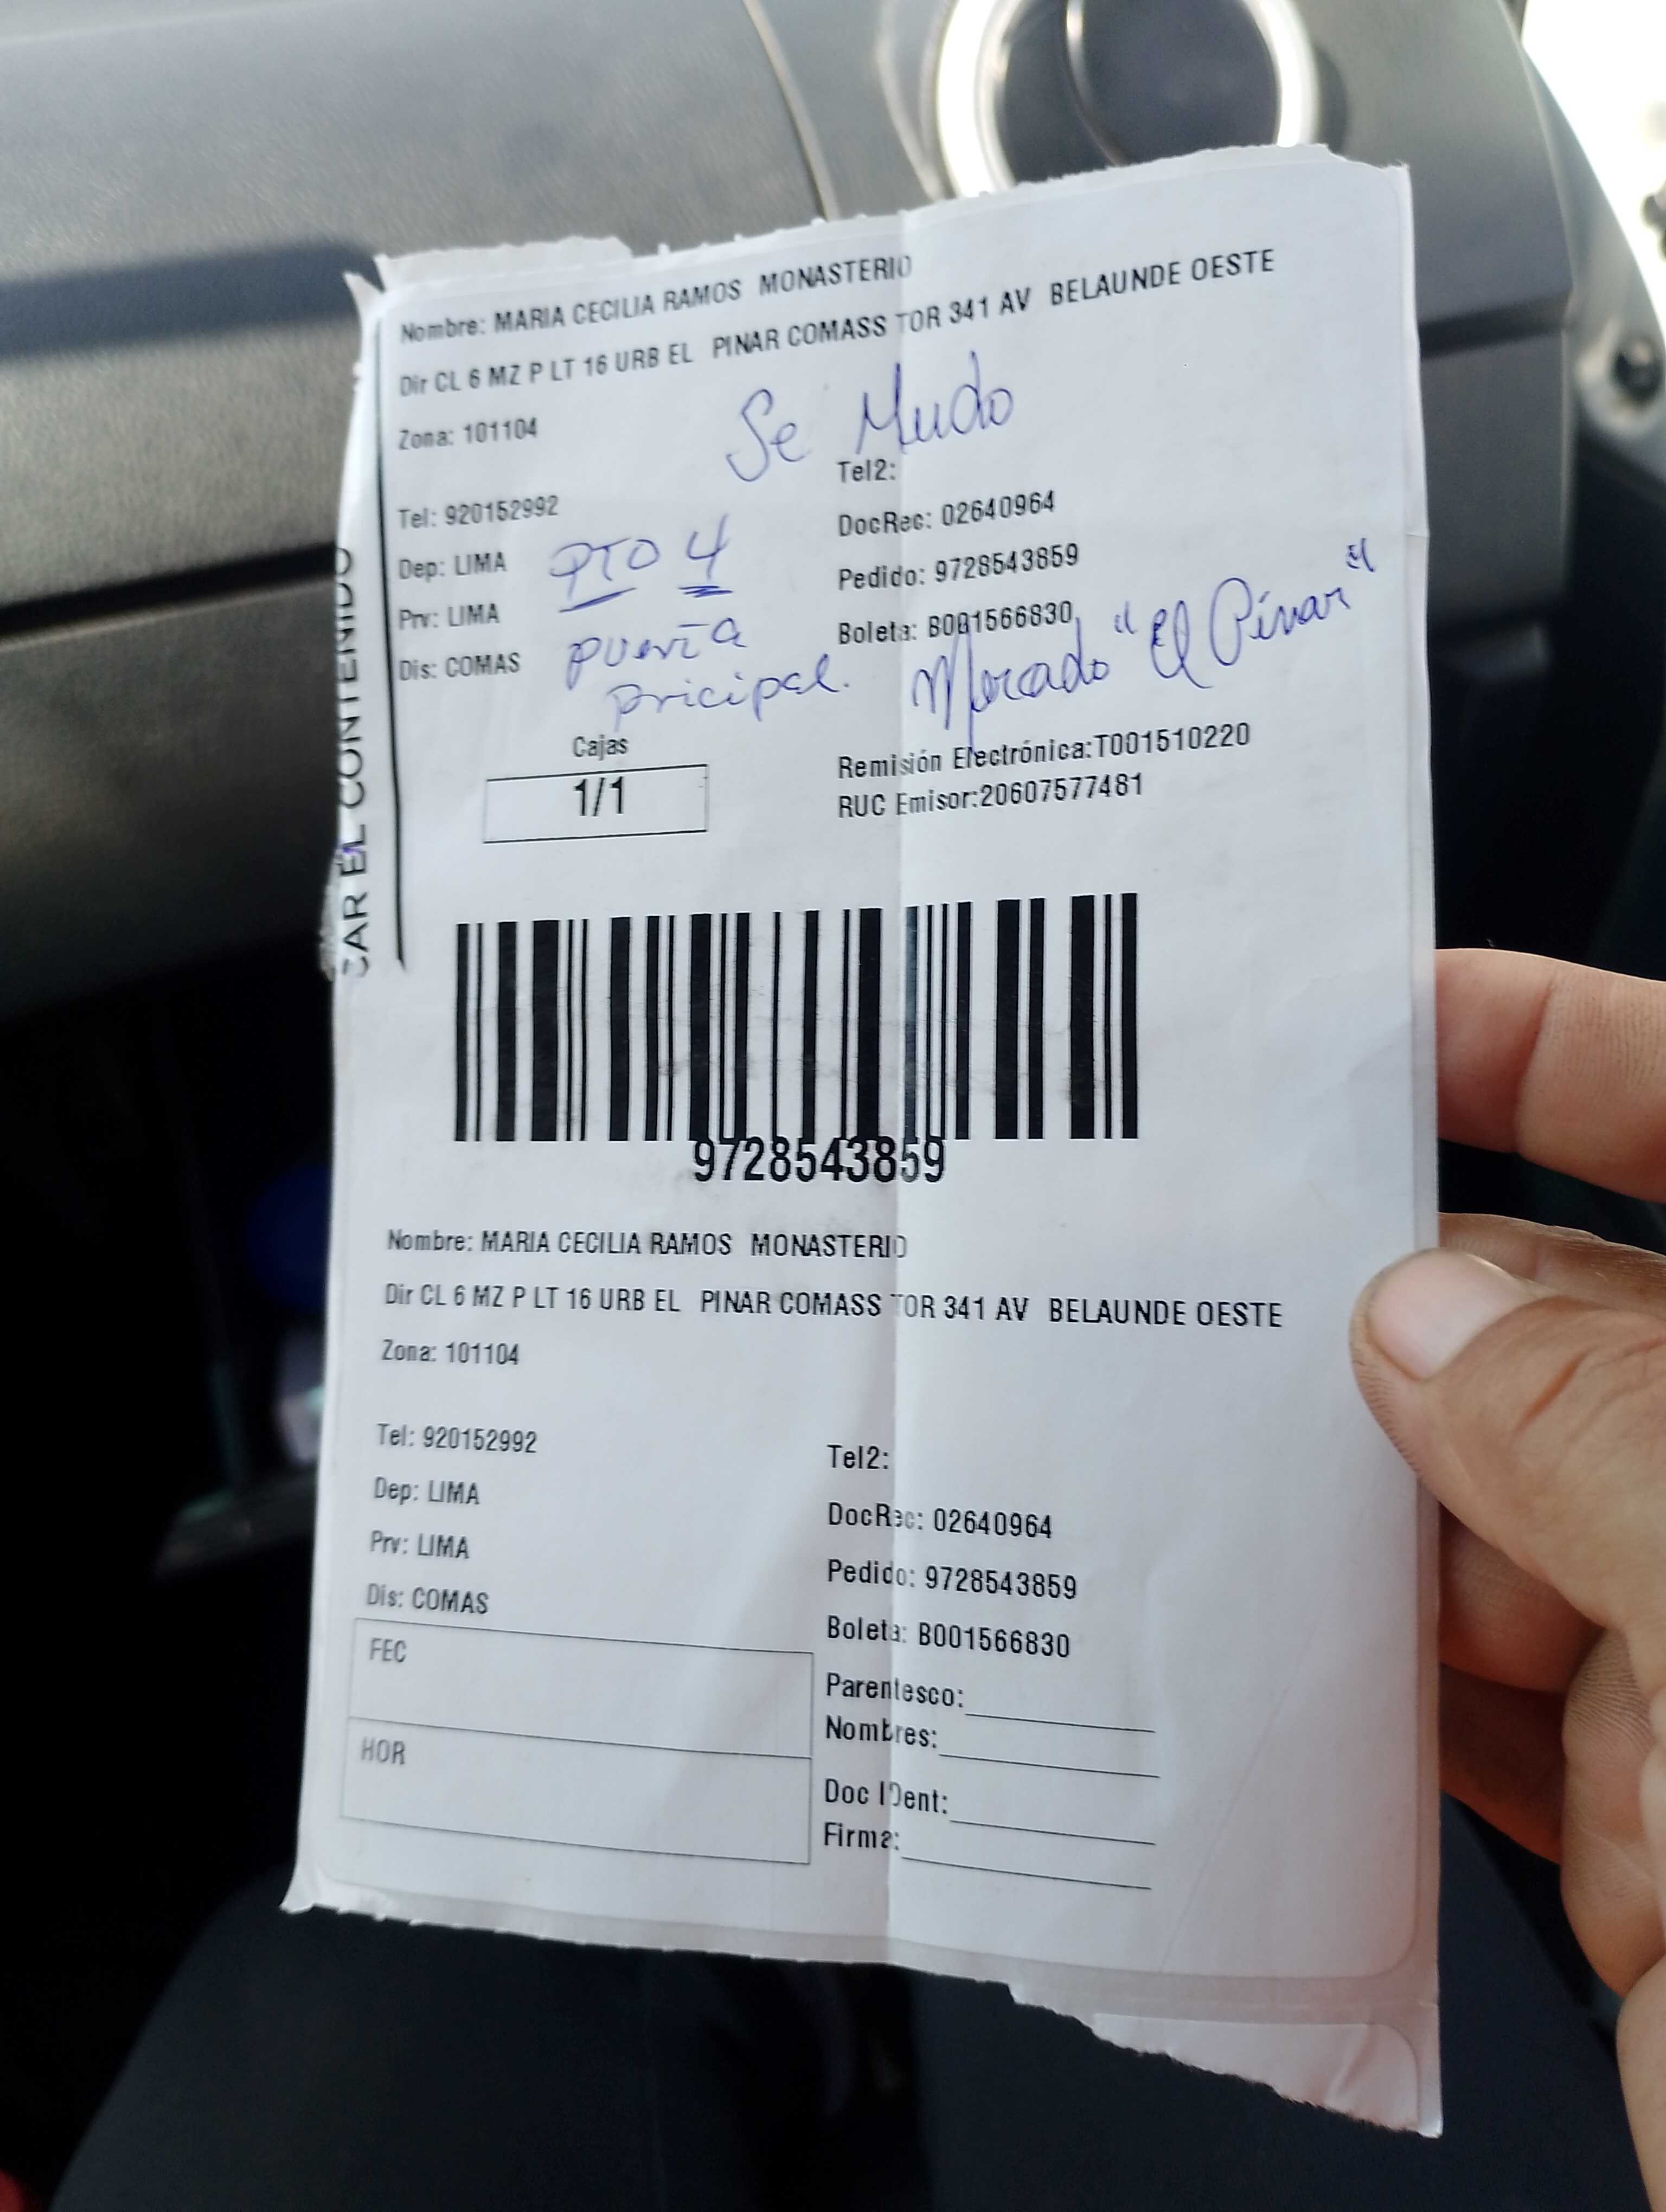 Nombre: MARIA CECILIA RAMOS MONASTERIO
Dir CL 6 MZ P LT 16 URB EL PINAR COMASS TOR 341 AV BELAUNDE OESTE
Zona: 101104
Se Mudo
Tel2:
Tel: 920152992
DocRec: 02640964
Dep: LIMA
PTO 4
Pedido: 9728543859
Prv: LIMA
Boleta: B001566830
Dis: COMAS
puerta
pricipal.
Mercado "El Pinar"
Cajas
1/1
Remisión Electrónica:T001510220
RUC Emisor:20607577481
CAR EL CONTENIDO
9728543859
Nombre: MARIA CECILIA RAMOS MONASTERIO
Dir CL 6 MZ P LT 16 URB EL PINAR COMASS TOR 341 AV BELAUNDE OESTE
Zona: 101104
Tel: 920152992
Tel2:
Dep: LIMA
DocRec: 02640964
Prv: LIMA
Pedido: 9728543859
Dis: COMAS
Boleta: B001566830
FEC
Parentesco:
Nombres:
HOR
Doc IDent:
Firma: